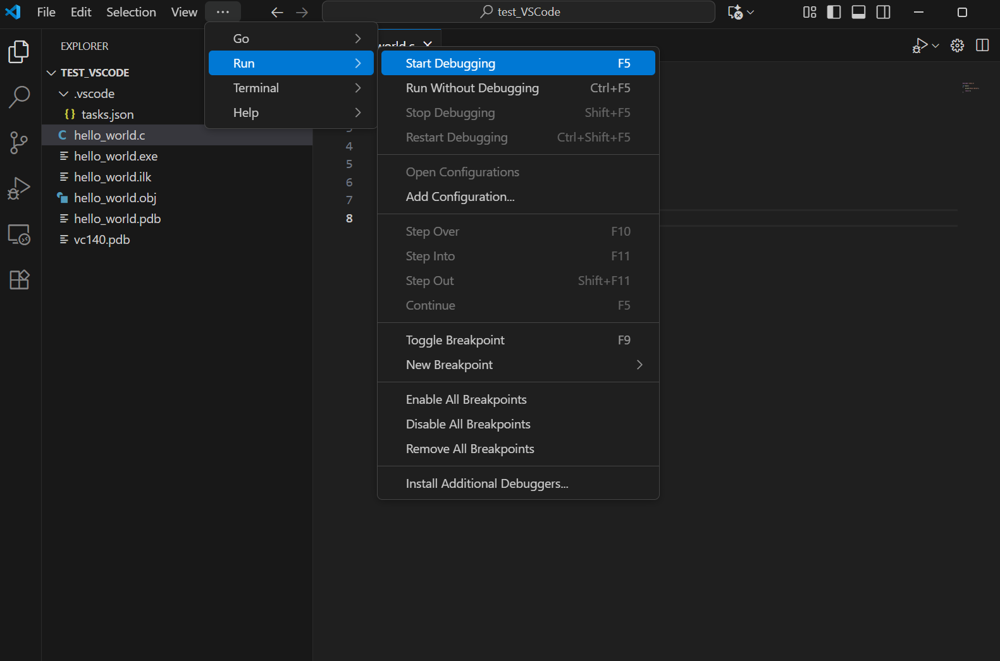 File Edit Selection View ... test_VSCode
EXPLORER
TEST_VSCODE
.vscode
{} tasks.json
C hello_world.c
hello_world.exe
hello_world.ilk
hello_world.obj
hello_world.pdb
vc140.pdb
Go
Run
Terminal
Help
4
5
6
7
8
Start Debugging F5
Run Without Debugging Ctrl+F5
Stop Debugging Shift+F5
Restart Debugging Ctrl+Shift+F5
Open Configurations
Add Configuration...
Step Over F10
Step Into F11
Step Out Shift+F11
Continue F5
Toggle Breakpoint F9
New Breakpoint
Enable All Breakpoints
Disable All Breakpoints
Remove All Breakpoints
Install Additional Debuggers...